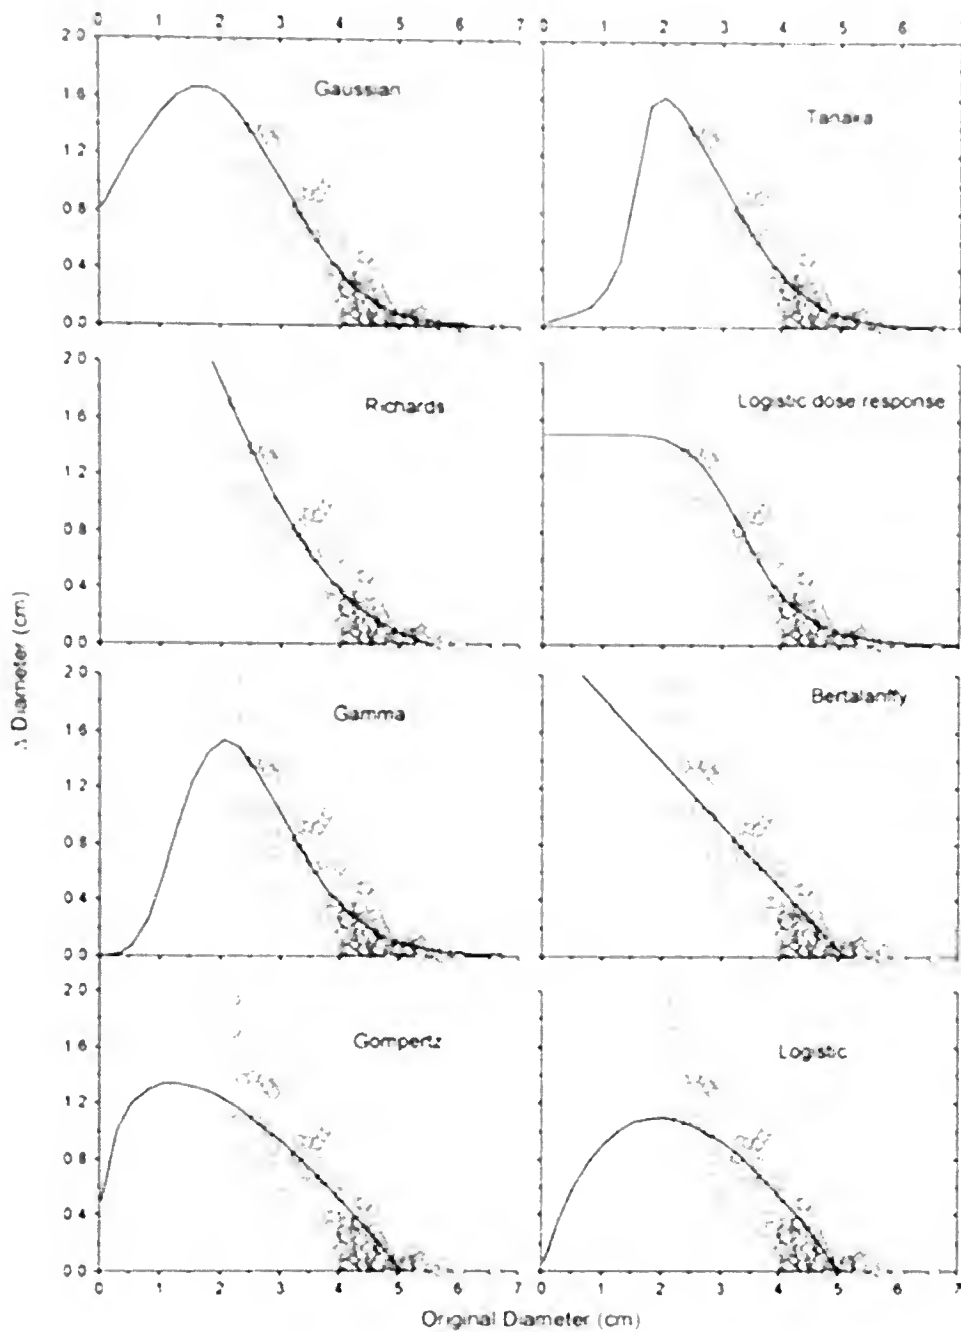 0 1 2 3 4 5 6 7 0 1 2 3 4 5 6 7
2.0
1.6
1.2
0.8
0.4
0.0
Gaussian
Tanaka
2.0
1.6
1.2
0.8
0.4
0.0
Richards
Logistic dose response
2.0
1.6
1.2
0.8
0.4
0.0
Gamma
Bertalanffy
2.0
1.6
1.2
0.8
0.4
0.0
Gompertz
Logistic
0 1 2 3 4 5 6 7 0 1 2 3 4 5 6 7
Δ Diameter (cm)
Original Diameter (cm)